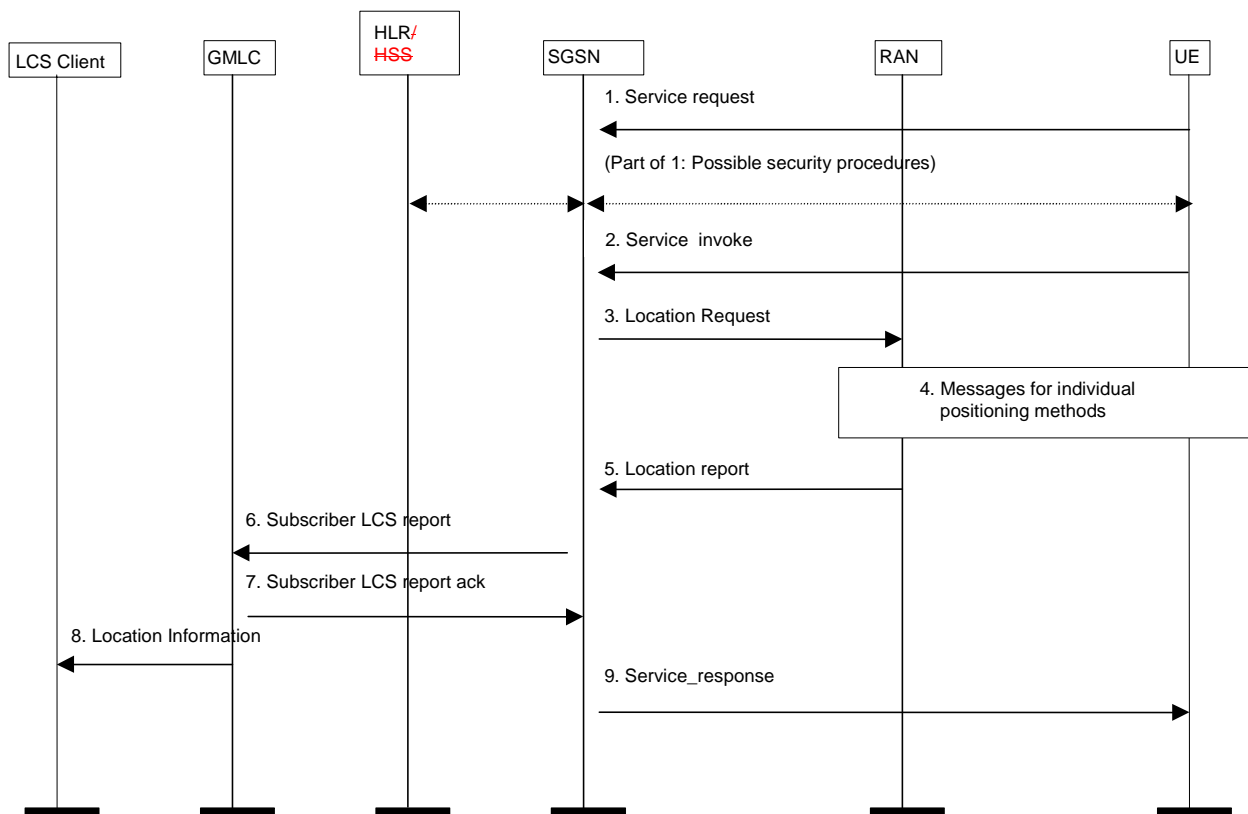 HLR/
HSS
LCS Client
GMLC
SGSN
RAN
UE
1. Service request
(Part of 1: Possible security procedures)
2. Service invoke
3. Location Request
4. Messages for individual
positioning methods
5. Location report
6. Subscriber LCS report
7. Subscriber LCS report ack
8. Location Information
9. Service_response